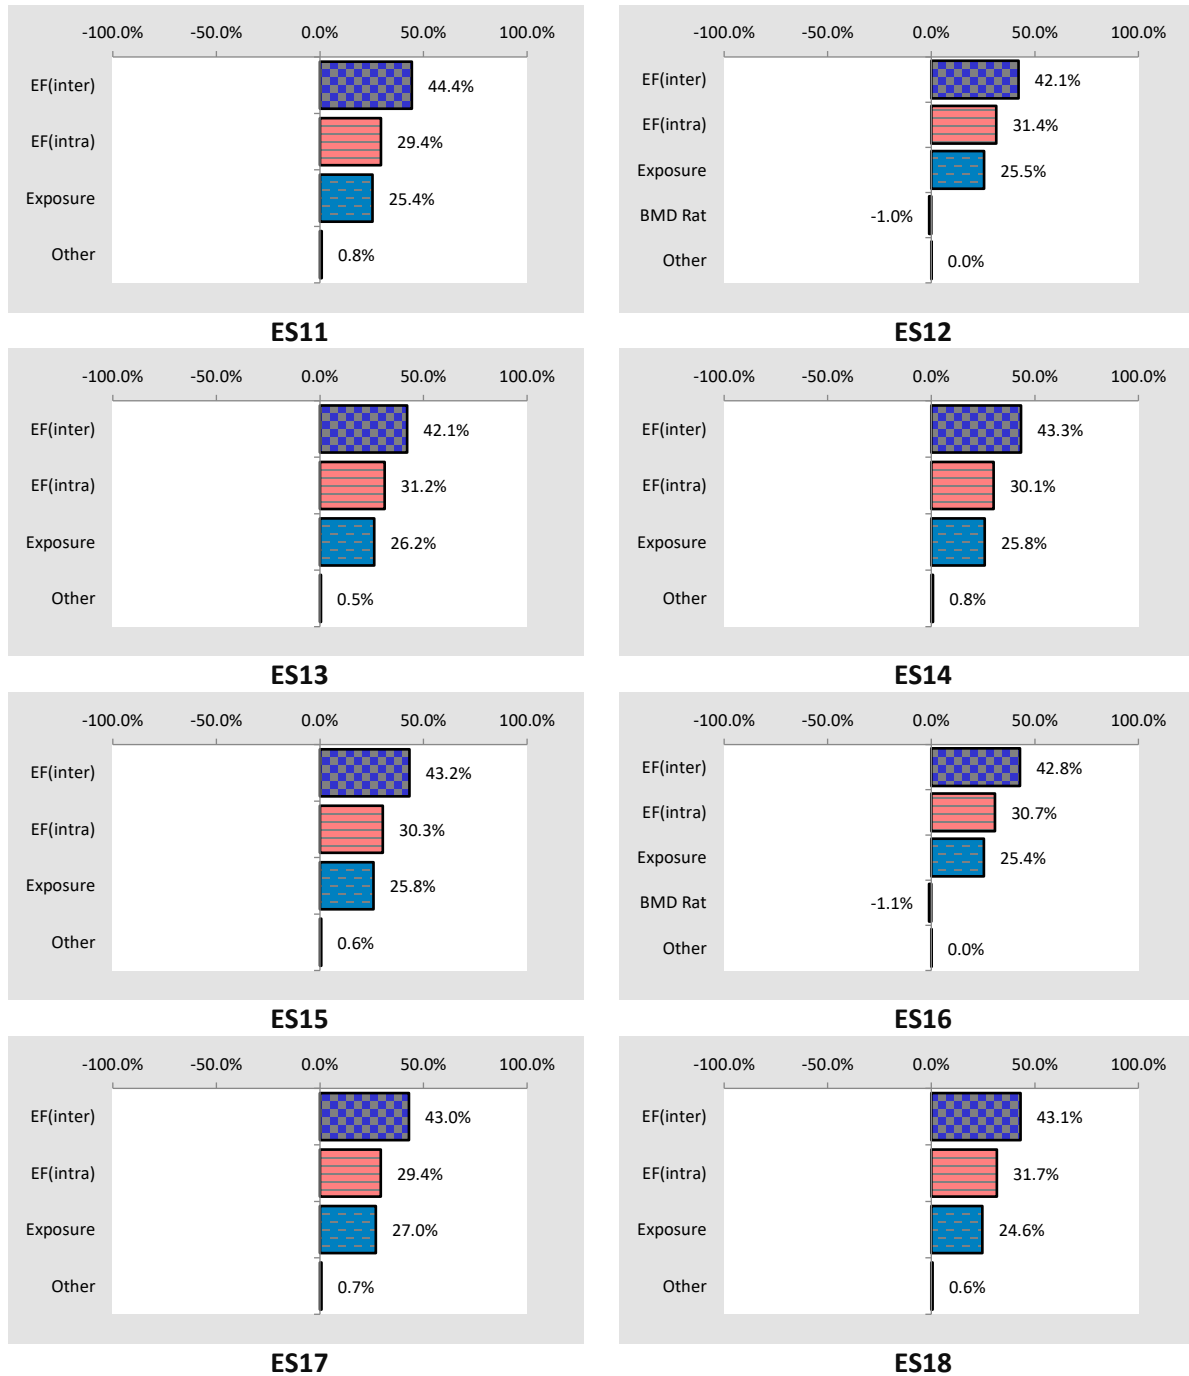 -100.0% -50.0% 0.0% 50.0% 100.0%
EF(inter) 44.4%
EF(intra) 29.4%
Exposure 25.4%
Other 0.8%
ES11
-100.0% -50.0% 0.0% 50.0% 100.0%
EF(inter) 42.1%
EF(intra) 31.4%
Exposure 25.5%
BMD Rat -1.0%
Other 0.0%
ES12
-100.0% -50.0% 0.0% 50.0% 100.0%
EF(inter) 42.1%
EF(intra) 31.2%
Exposure 26.2%
Other 0.5%
ES13
-100.0% -50.0% 0.0% 50.0% 100.0%
EF(inter) 43.3%
EF(intra) 30.1%
Exposure 25.8%
Other 0.8%
ES14
-100.0% -50.0% 0.0% 50.0% 100.0%
EF(inter) 43.2%
EF(intra) 30.3%
Exposure 25.8%
Other 0.6%
ES15
-100.0% -50.0% 0.0% 50.0% 100.0%
EF(inter) 42.8%
EF(intra) 30.7%
Exposure 25.4%
BMD Rat -1.1%
Other 0.0%
ES16
-100.0% -50.0% 0.0% 50.0% 100.0%
EF(inter) 43.0%
EF(intra) 29.4%
Exposure 27.0%
Other 0.7%
ES17
-100.0% -50.0% 0.0% 50.0% 100.0%
EF(inter) 43.1%
EF(intra) 31.7%
Exposure 24.6%
Other 0.6%
ES18